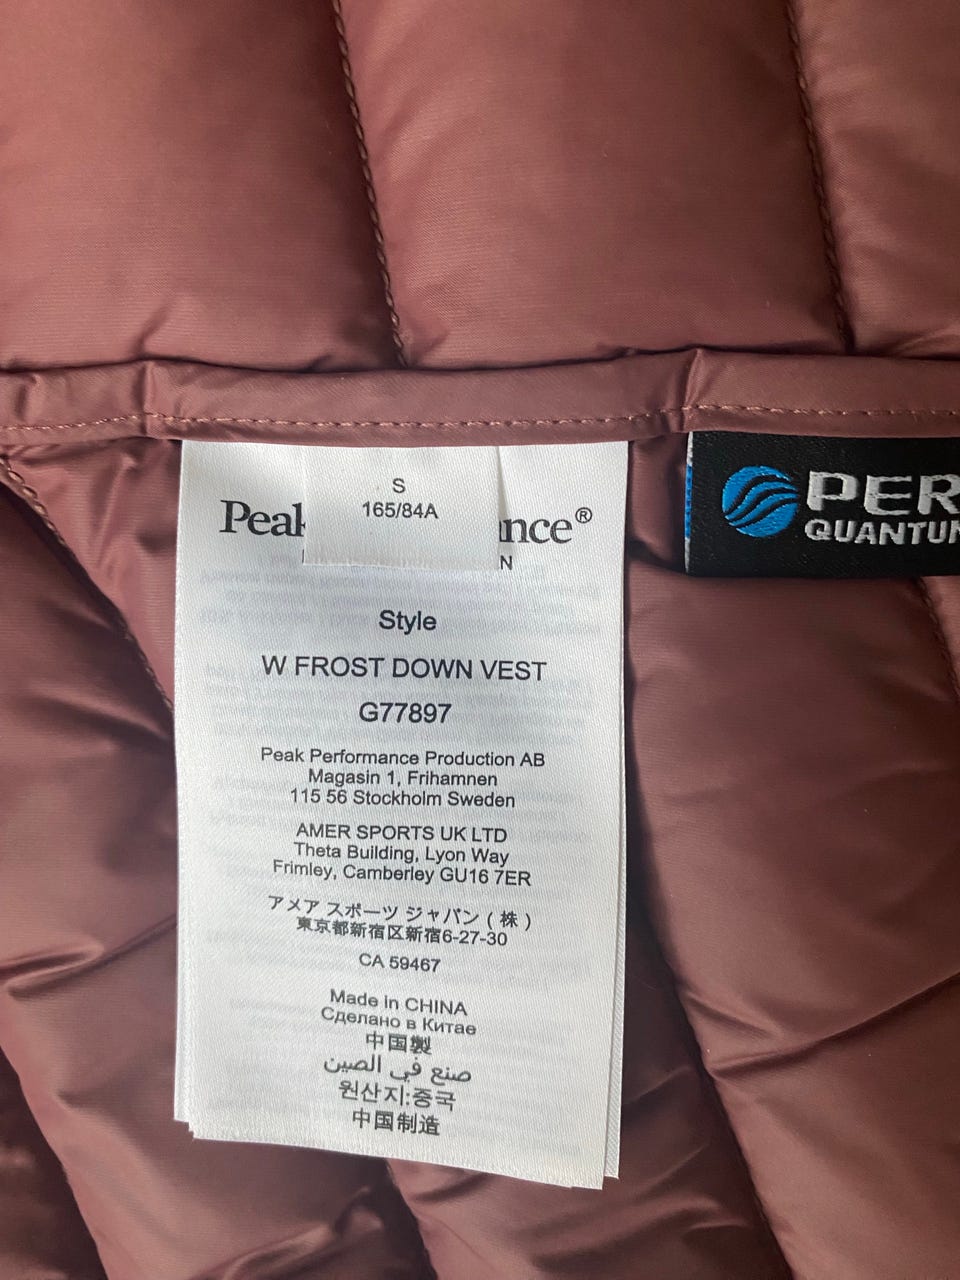 S
165/84A
Peak nce®
N
Style
W FROST DOWN VEST
G77897
Peak Performance Production AB
Magasin 1, Frihamnen
115 56 Stockholm Sweden
AMER SPORTS UK LTD
Theta Building, Lyon Way
Frimley, Camberley GU16 7ER
アメア スポーツ ジャパン ( 株 )
東京都新宿区新宿6-27-30
CA 59467
Made in CHINA
Сделано в Китае
中国製
صنع في الصين
원산지:중국
中国制造
PER
QUANTUM